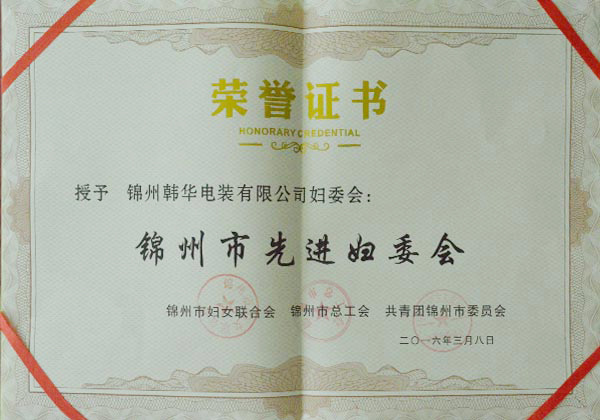 荣誉证书
HONORARY CREDENTIAL
授予 锦州韩华电装有限公司妇委会：
锦州市先进妇委会
锦州市妇女联合会 锦州市总工会 共青团锦州市委员会
二〇一六年三月八日